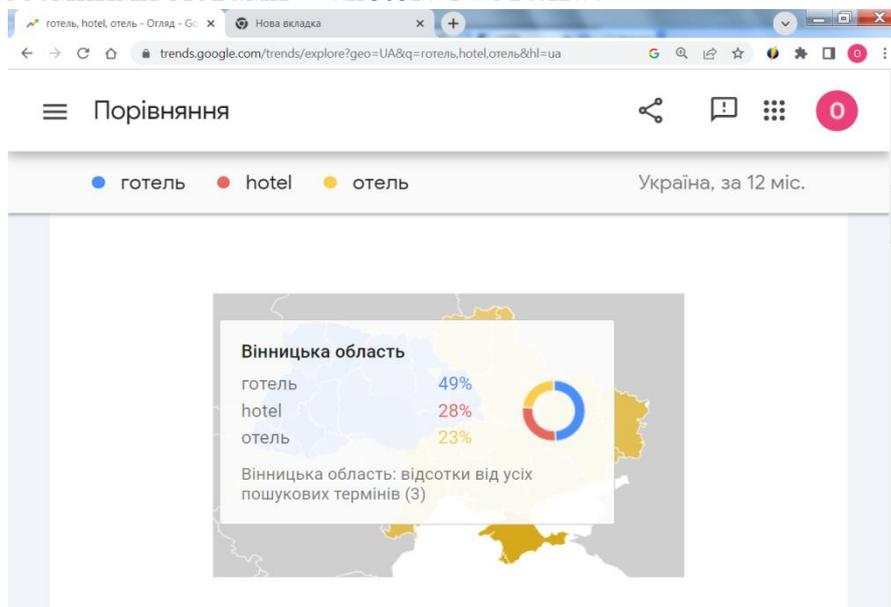 готель, hotel, отель - Огляд - Go
Нова вкладка
trends.google.com/trends/explore?geo=UA&q=готель,hotel,отель&hl=ua
Порівняння
О
готель hotel отель Україна, за 12 міс.
Вінницька область
готель 49%
hotel 28%
отель 23%
Вінницька область: відсотки від усіх
пошукових термінів (3)